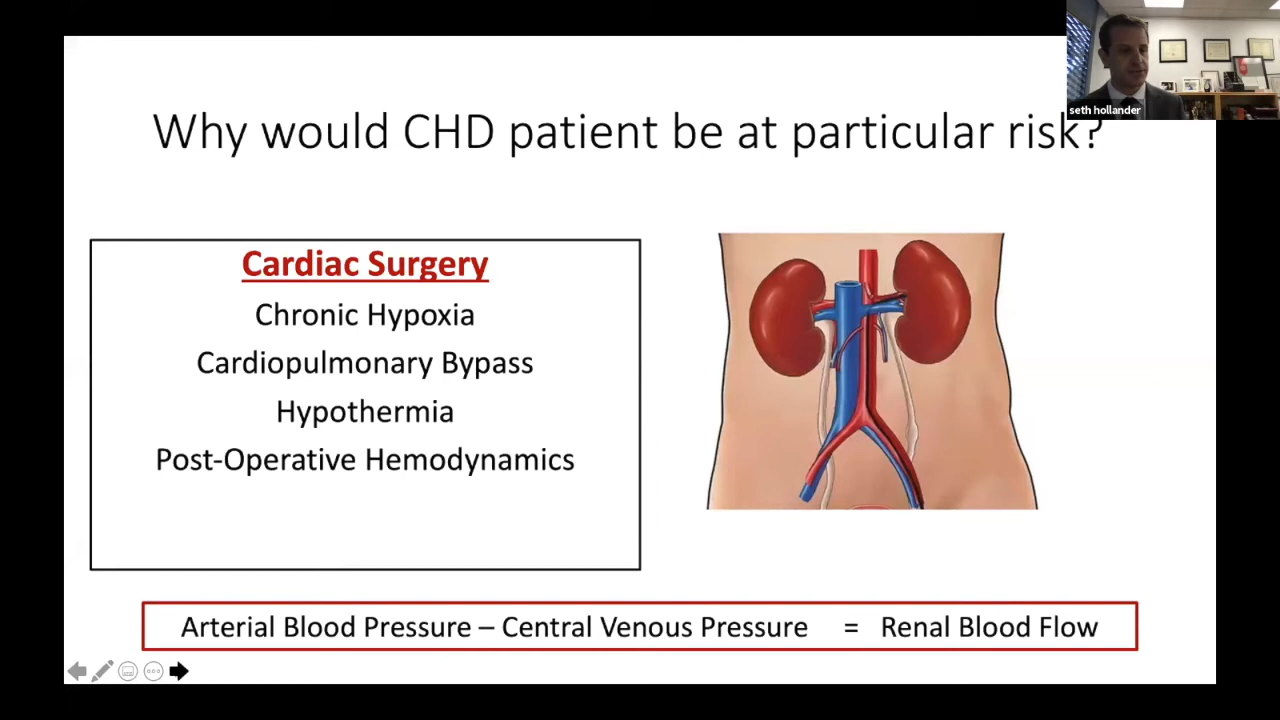 seth hollander
Why would CHD patient be at particular risk?
Cardiac Surgery
Chronic Hypoxia
Cardiopulmonary Bypass
Hypothermia
Post-Operative Hemodynamics
Arterial Blood Pressure – Central Venous Pressure = Renal Blood Flow